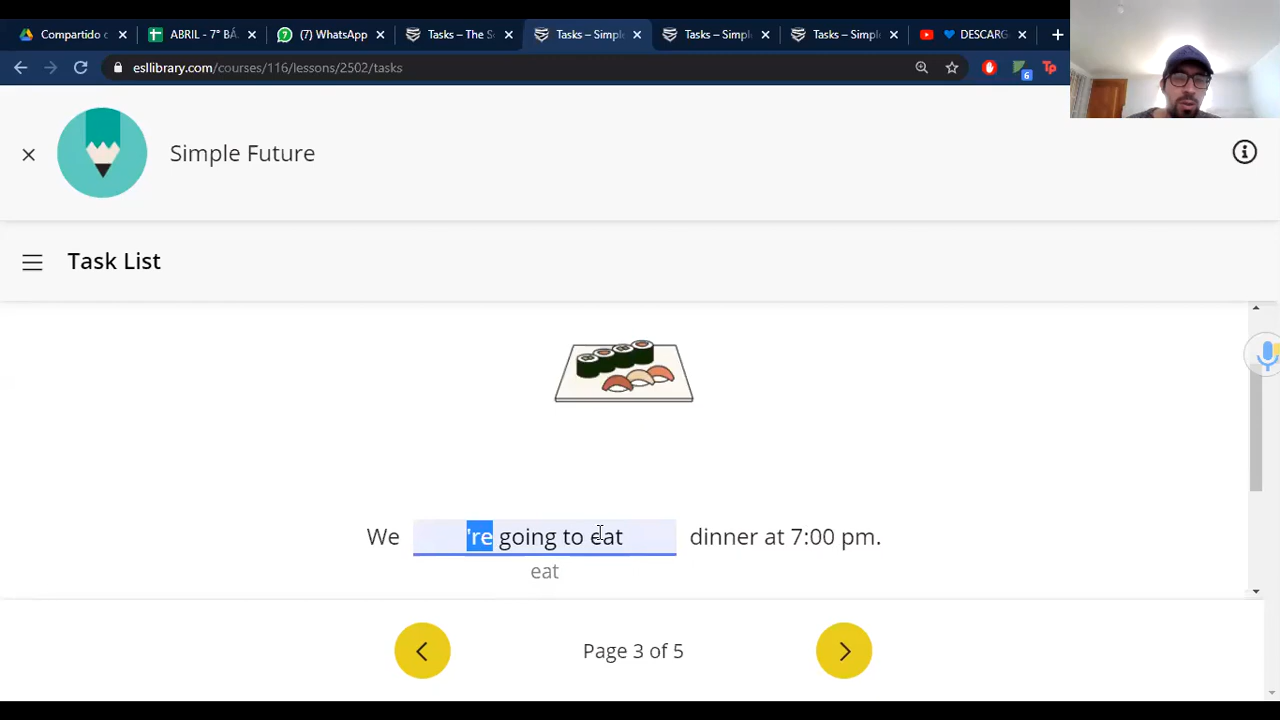 Compartido c
ABRIL - 7° BÁ
(7) WhatsApp
Tasks – The S
Tasks – Simpl
Tasks – Simpl
Tasks – Simpl
DESCARG
esllibrary.com/courses/116/lessons/2502/tasks
6
Tp
Simple Future
Task List
We 're going to eat dinner at 7:00 pm.
eat
Page 3 of 5